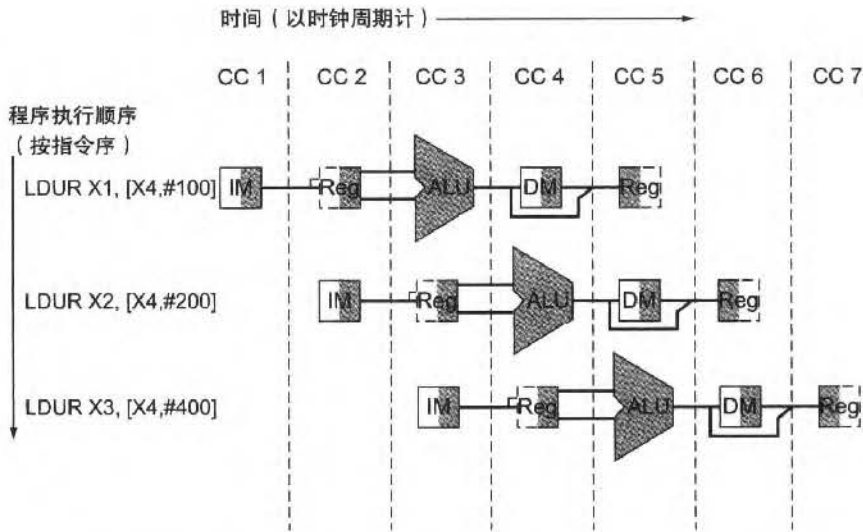 时间（以时钟周期计）
CC 1 CC 2 CC 3 CC 4 CC 5 CC 6 CC 7
程序执行顺序
（按指令序）
LDUR X1, [X4,#100] IM Reg ALU DM Reg
LDUR X2, [X4,#200] IM Reg ALU DM Reg
LDUR X3, [X4,#400] IM Reg ALU DM Reg